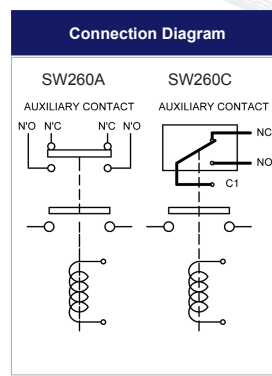 Connection Diagram
SW260A SW260C
AUXILIARY CONTACT AUXILIARY CONTACT
N'O N'C N'C N'O
NC
NO
C1